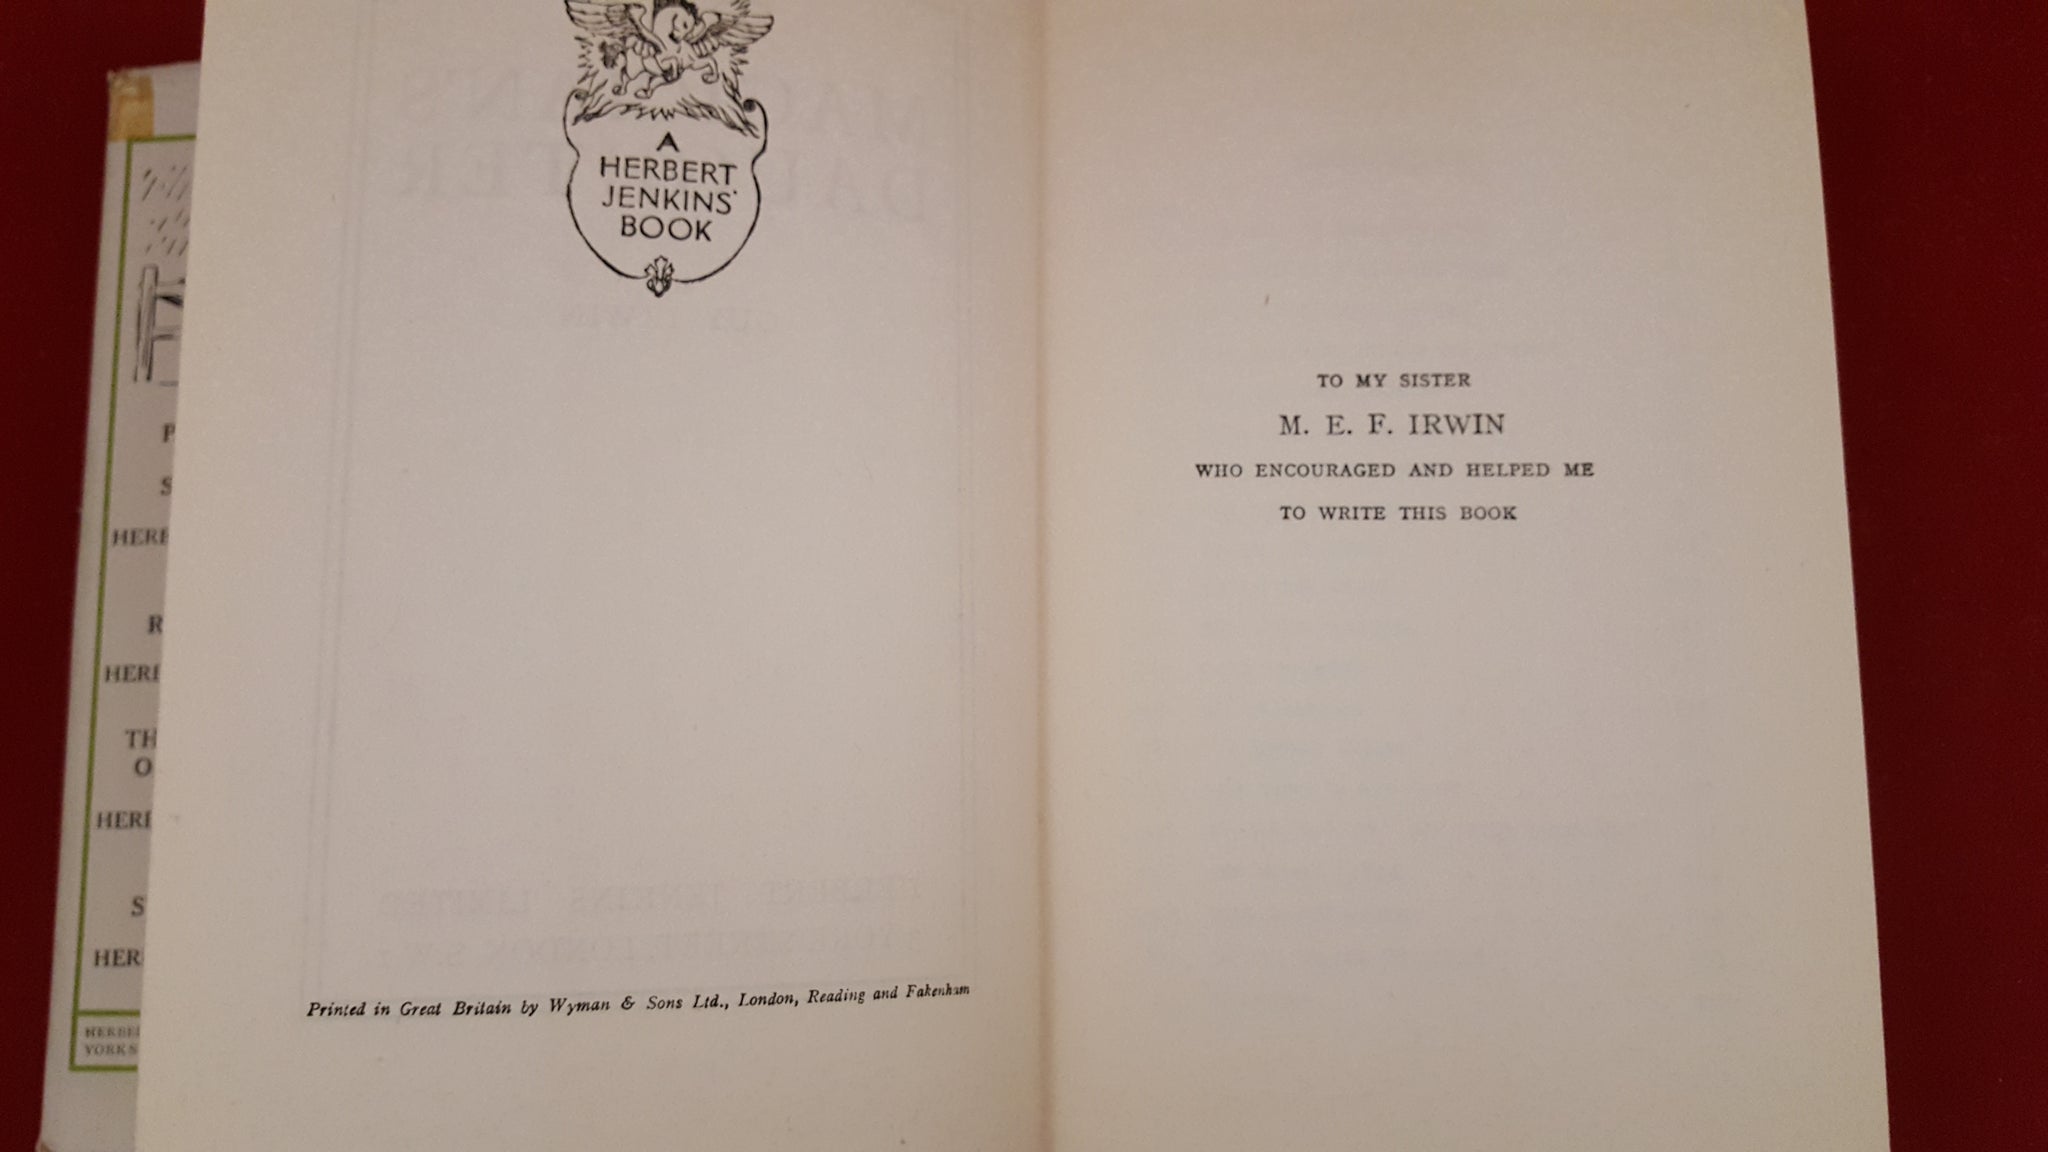 A
HERBERT
JENKINS'
BOOK
Printed in Great Britain by Wyman & Sons Ltd., London, Reading and Fakenham
TO MY SISTER
M. E. F. IRWIN
WHO ENCOURAGED AND HELPED ME
TO WRITE THIS BOOK